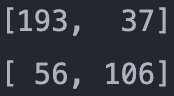 [193,  37]
[ 56, 106]